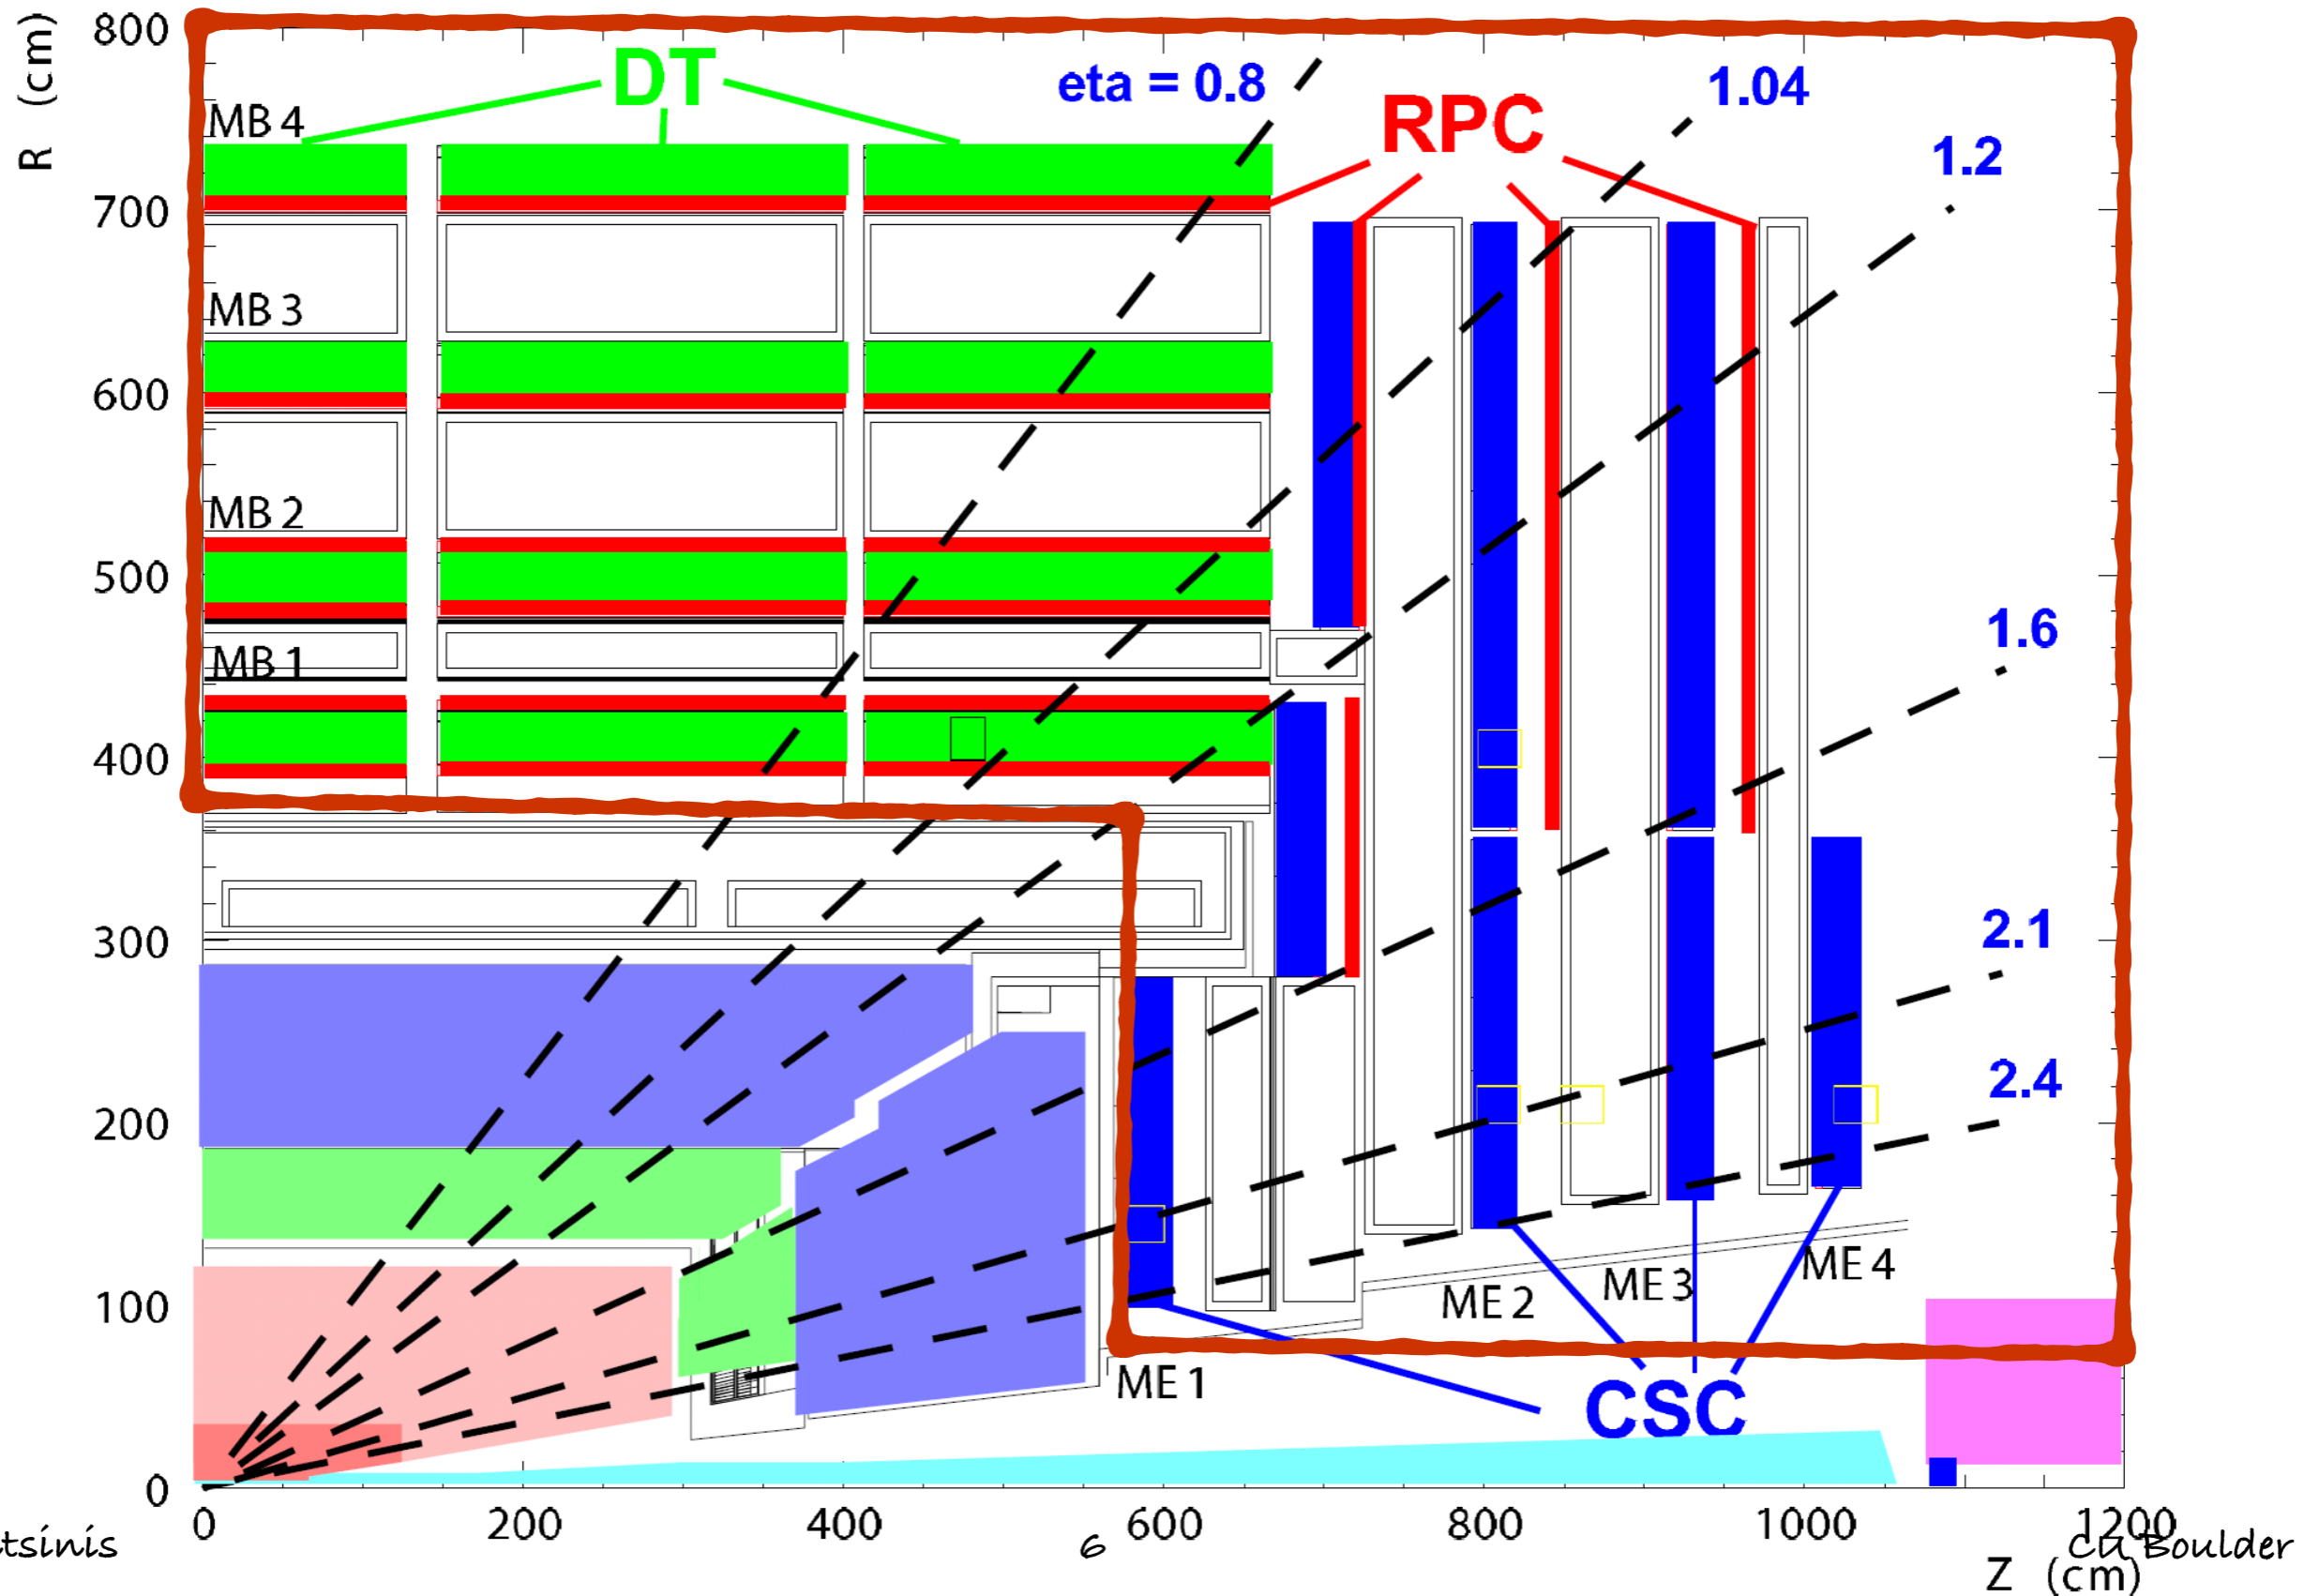 R (cm)
800
700
600
500
400
300
200
100
0
DT
eta = 0.8
RPC
1.04
1.2
1.6
2.1
2.4
MB 4
MB 3
MB 2
MB 1
ME 1
ME 2
ME 3
ME 4
CSC
0
200
400
600
800
1000
1200
Z (cm)
tsinis
6
CU Boulder